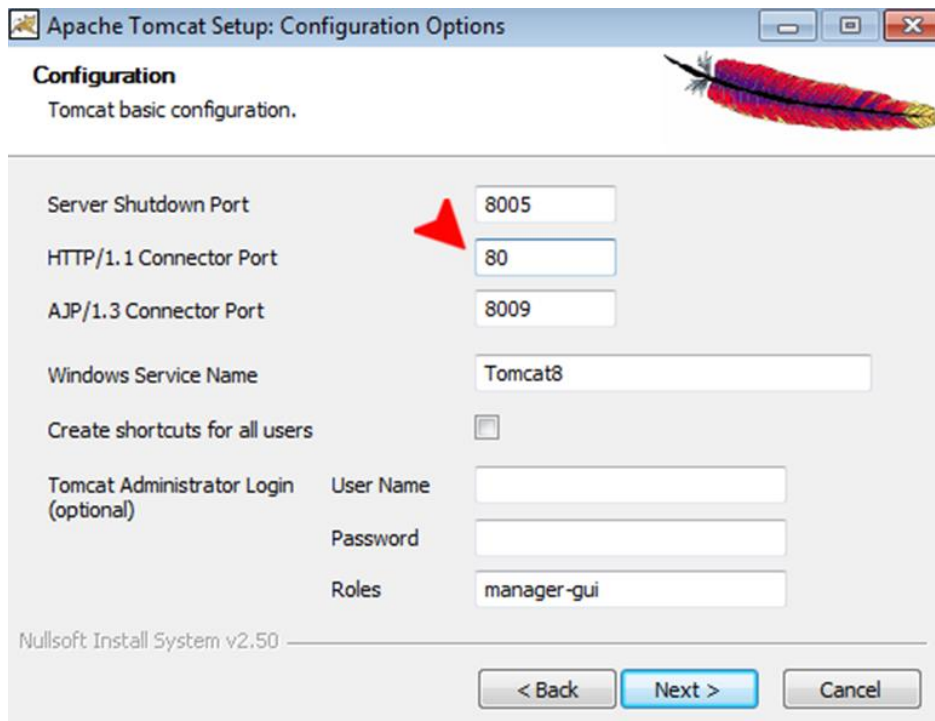 Apache Tomcat Setup: Configuration Options
Configuration
Tomcat basic configuration.
Server Shutdown Port 8005
HTTP/1.1 Connector Port 80
AJP/1.3 Connector Port 8009
Windows Service Name Tomcat8
Create shortcuts for all users
Tomcat Administrator Login User Name
(optional)
Password
Roles manager-gui
Nullsoft Install System v2.50
< Back Next > Cancel